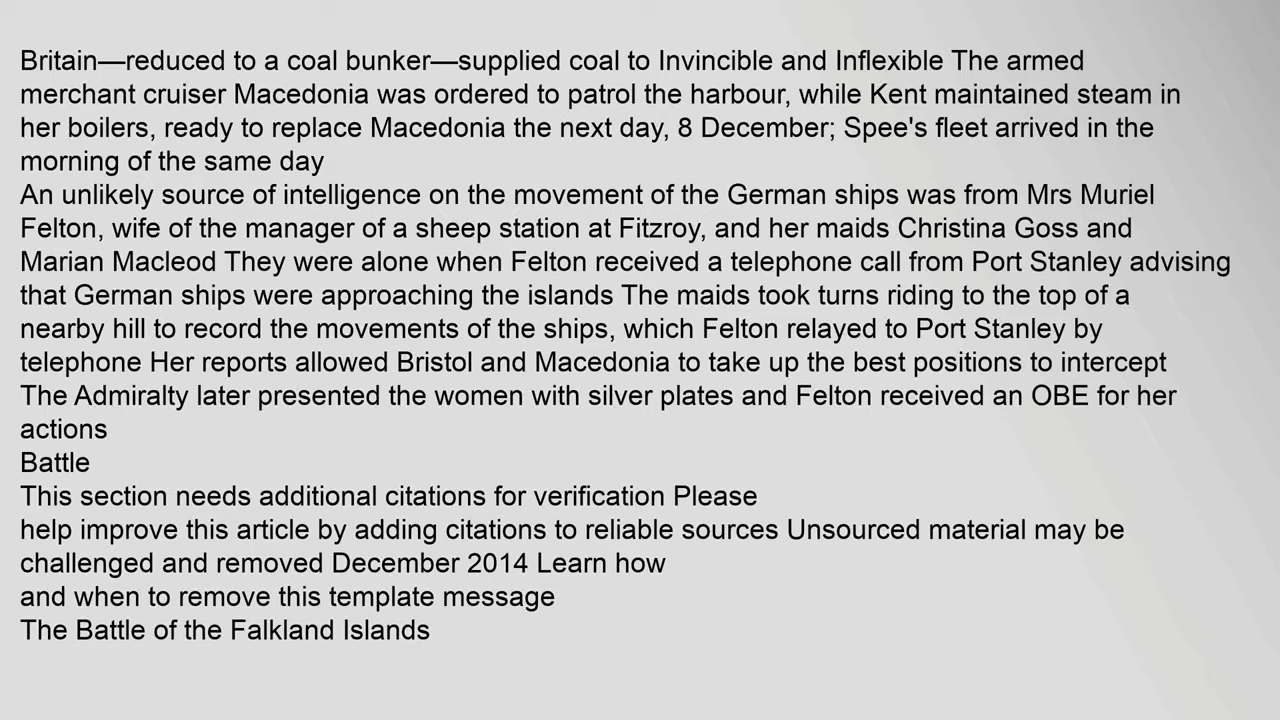 Britain—reduced to a coal bunker—supplied coal to Invincible and Inflexible The armed
merchant cruiser Macedonia was ordered to patrol the harbour, while Kent maintained steam in
her boilers, ready to replace Macedonia the next day, 8 December; Spee's fleet arrived in the
morning of the same day
An unlikely source of intelligence on the movement of the German ships was from Mrs Muriel
Felton, wife of the manager of a sheep station at Fitzroy, and her maids Christina Goss and
Marian Macleod They were alone when Felton received a telephone call from Port Stanley advising
that German ships were approaching the islands The maids took turns riding to the top of a
nearby hill to record the movements of the ships, which Felton relayed to Port Stanley by
telephone Her reports allowed Bristol and Macedonia to take up the best positions to intercept
The Admiralty later presented the women with silver plates and Felton received an OBE for her
actions
Battle
This section needs additional citations for verification Please
help improve this article by adding citations to reliable sources Unsourced material may be
challenged and removed December 2014 Learn how
and when to remove this template message
The Battle of the Falkland Islands